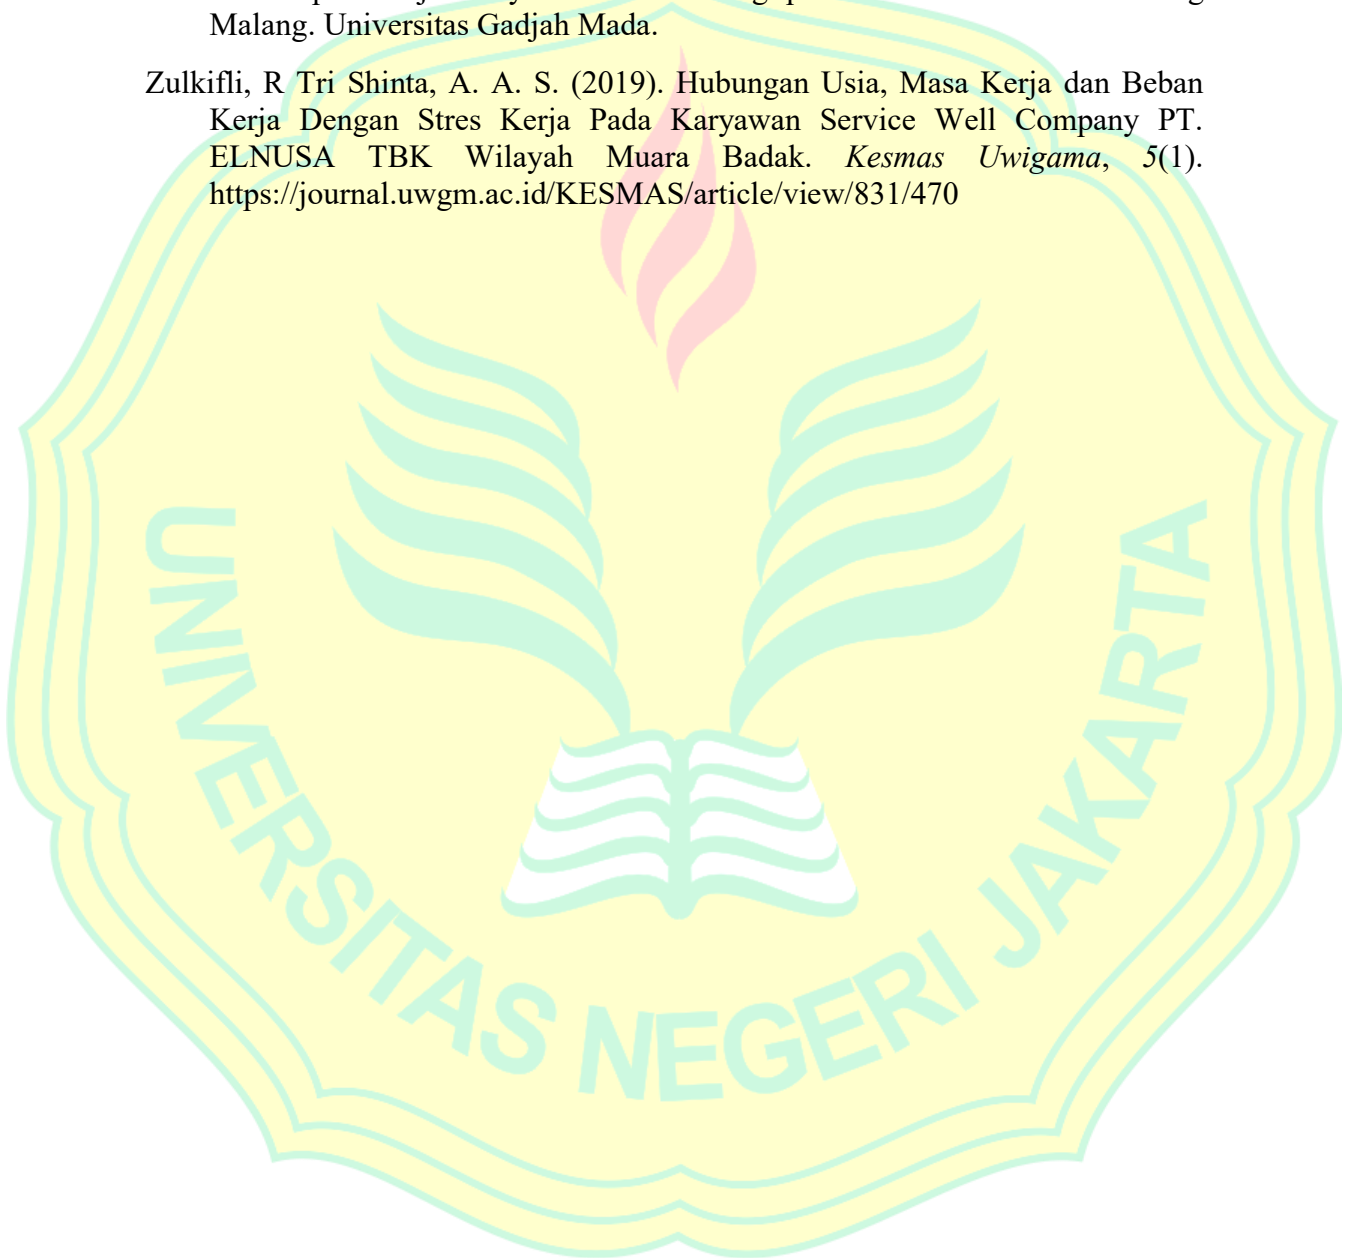 Malang. Universitas Gadjah Mada.
Zulkifli, R Tri Shinta, A. A. S. (2019). Hubungan Usia, Masa Kerja dan Beban
Kerja Dengan Stres Kerja Pada Karyawan Service Well Company PT.
ELNUSA TBK Wilayah Muara Badak. Kesmas Uwigama, 5(1).
https://journal.uwgm.ac.id/KESMAS/article/view/831/470
UNIVERSITAS NEGERI JAKARTA